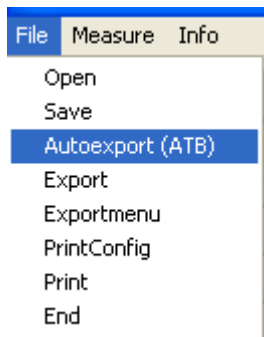 File Measure Info
Open
Save
Autoexport (ATB)
Export
Exportmenu
PrintConfig
Print
End